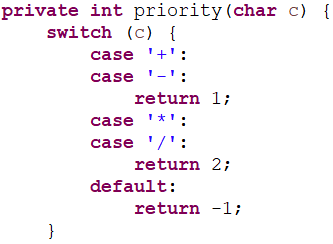 private int priority(char c) {
    switch (c) {
        case '+':
        case '-':
            return 1;
        case '*':
        case '/':
            return 2;
        default:
            return -1;
    }